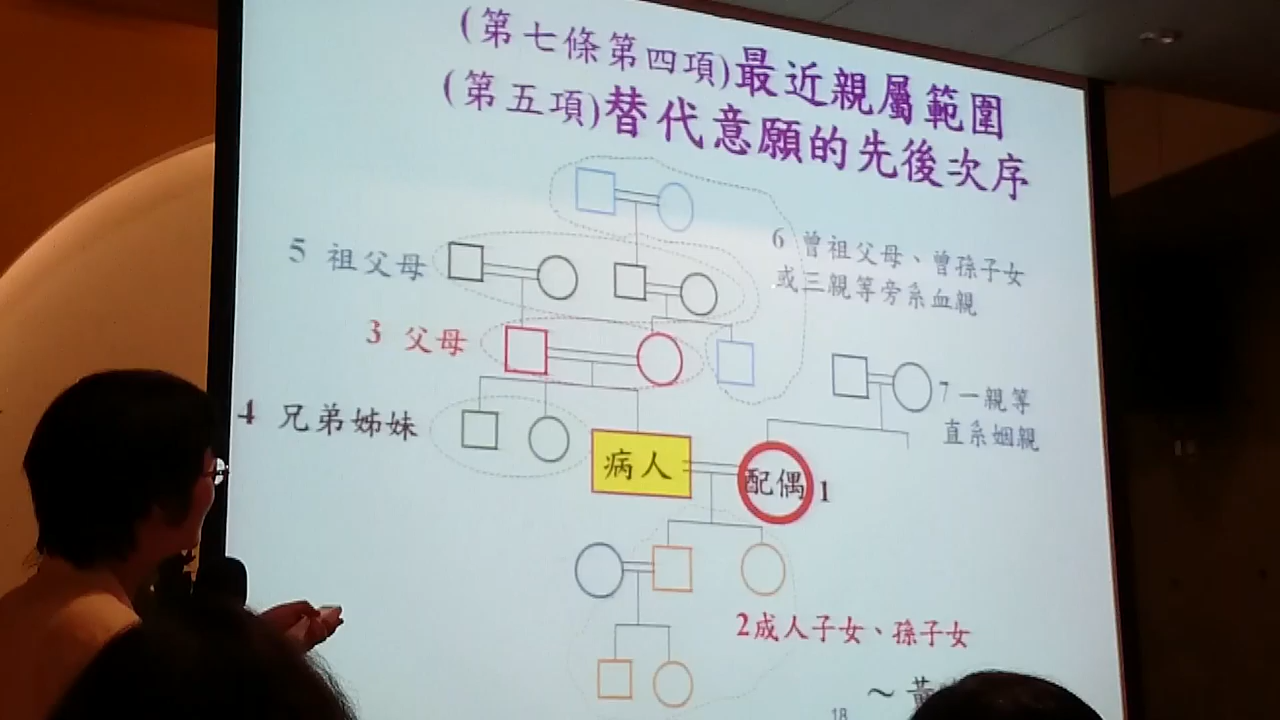 (第七條第四項)最近親屬範圍
(第五項)替代意願的先後次序
5 祖父母
6 曾祖父母、曾孫子女
或三親等旁系血親
3 父母
7 一親等
直系姻親
4 兄弟姊妹
病人
配偶 1
2成人子女、孫子女
～ 黃
18